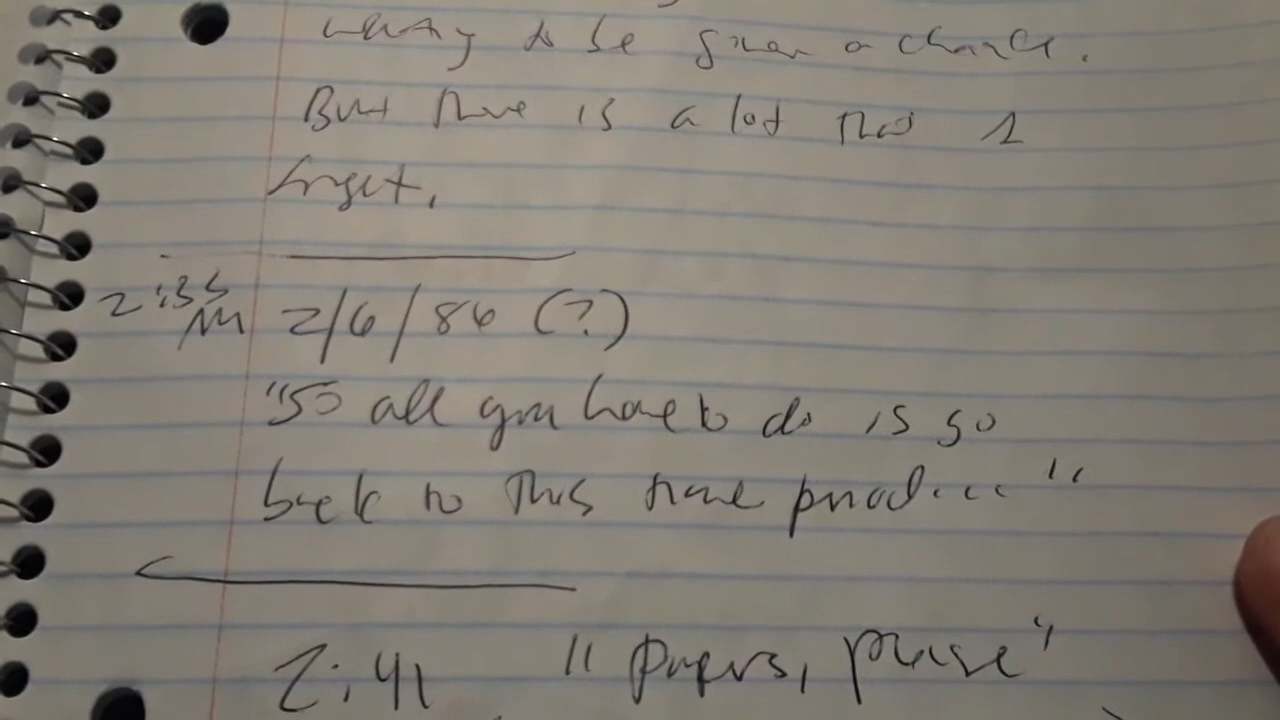 to be given a chance.
But there is a lot that I
forget.
2:35
AM 2/6/86 (?)
"So all you have to do is go
back to this time period..."
2:41 "Papers, please"